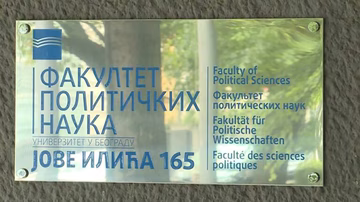 ФАКУЛТЕТ
ПОЛИТИЧКИХ
НАУКА
УНИВЕРЗИТЕТ У БЕОГРАДУ
ЈОВЕ ИЛИЋА 165
Faculty of
Political Sciences
Факультет
политических наук
Fakultät für
Politische
Wissenschaften
Faculté des sciences
politiques